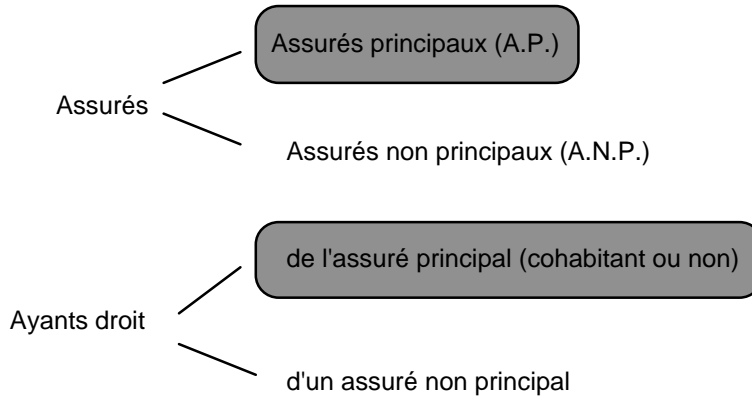 Assurés principaux (A.P.)
Assurés
Assurés non principaux (A.N.P.)
de l'assuré principal (cohabitant ou non)
Ayants droit
d'un assuré non principal